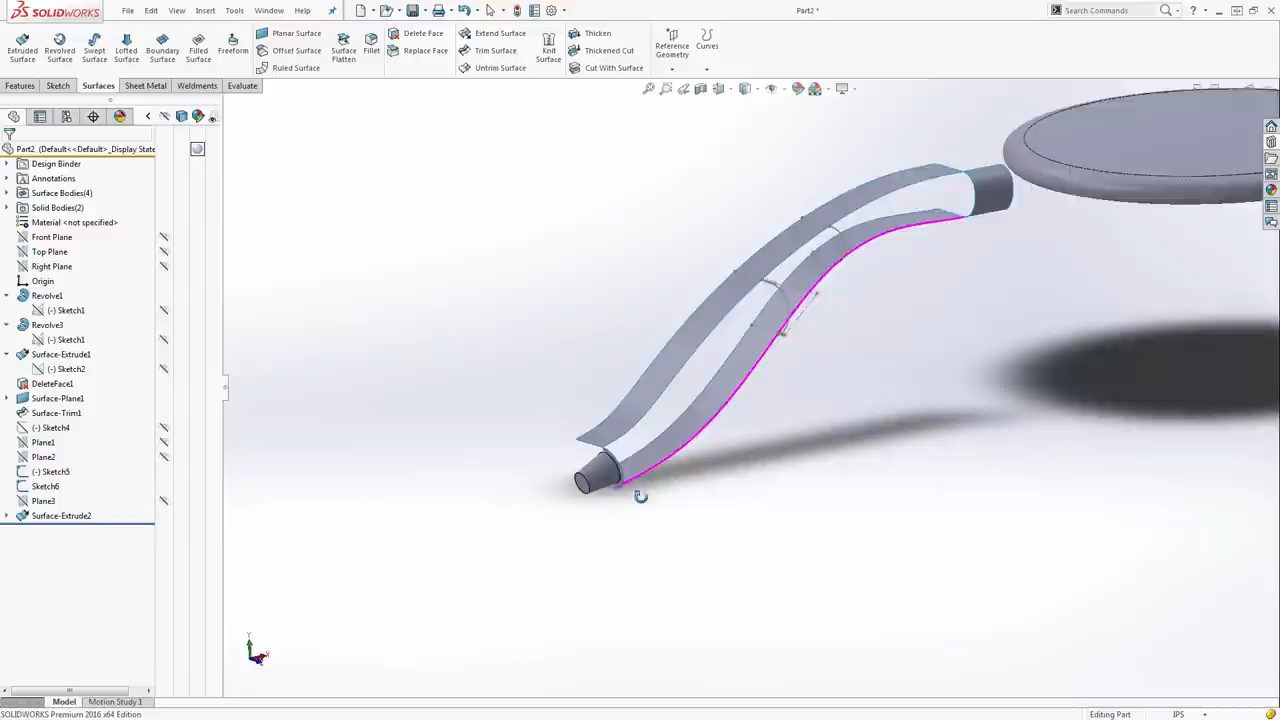 SOLIDWORKS
File
Edit
View
Insert
Tools
Window
Help
Part2 *
Search Commands
Extruded Surface
Revolved Surface
Swept Surface
Lofted Surface
Boundary Surface
Filled Surface
Freeform
Planar Surface
Offset Surface
Ruled Surface
Surface Flatten
Fillet
Delete Face
Replace Face
Extend Surface
Trim Surface
Untrim Surface
Knit Surface
Thicken
Thickened Cut
Cut With Surface
Reference Geometry
Curves
Features
Sketch
Surfaces
Sheet Metal
Weldments
Evaluate
Part2 (Default<<Default>_Display State
Design Binder
Annotations
Surface Bodies(4)
Solid Bodies(2)
Material <not specified>
Front Plane
Top Plane
Right Plane
Origin
Revolve1
(-) Sketch1
Revolve3
(-) Sketch1
Surface-Extrude1
(-) Sketch2
DeleteFace1
Surface-Plane1
Surface-Trim1
(-) Sketch4
Plane1
Plane2
(-) Sketch5
Sketch6
Plane3
Surface-Extrude2
Y
X
Model
Motion Study 1
SOLIDWORKS Premium 2016 x64 Edition
Editing Part
IPS